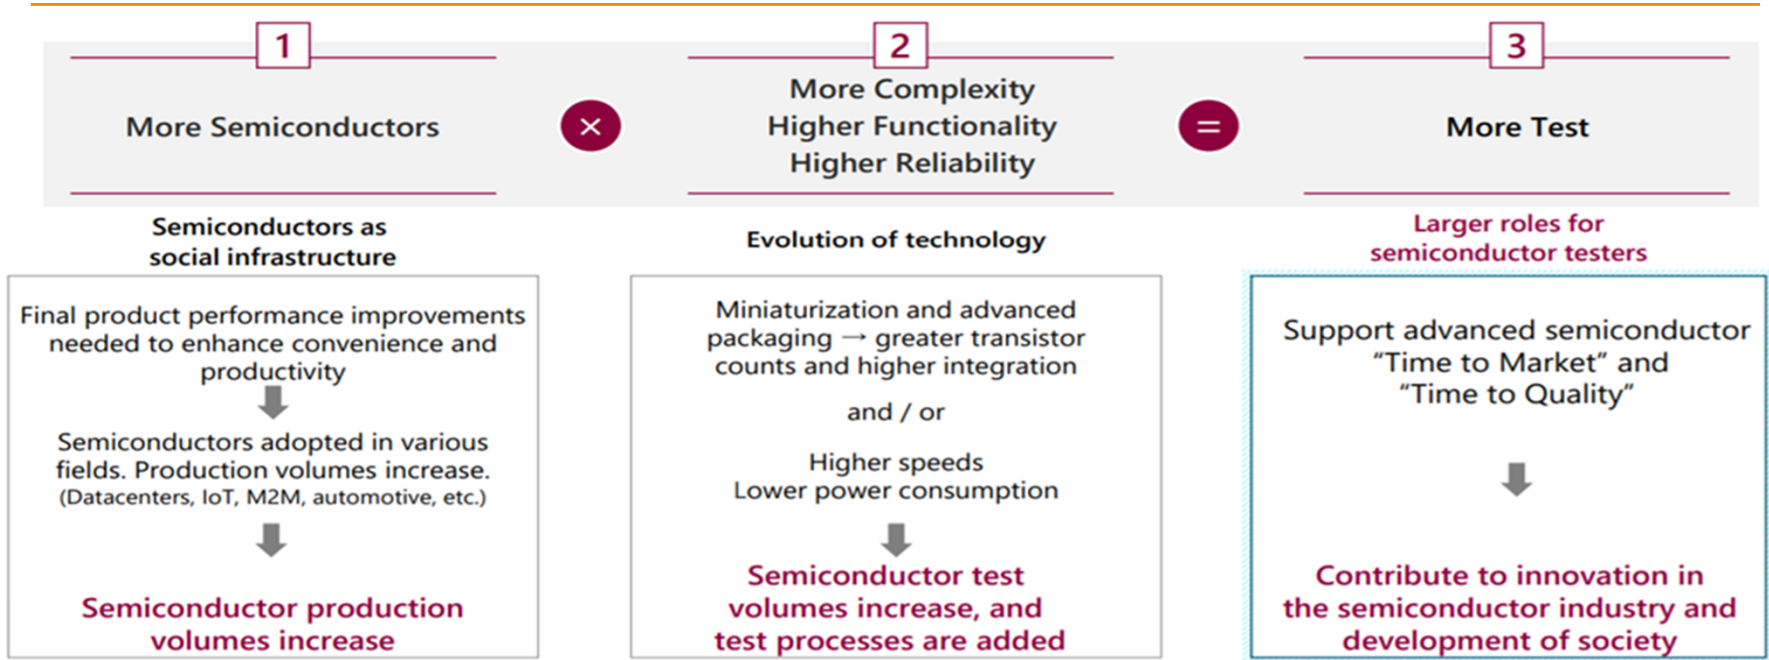 1
More Semiconductors
×
2
More Complexity
Higher Functionality
Higher Reliability
=
3
More Test
Semiconductors as
social infrastructure
Final product performance improvements
needed to enhance convenience and
productivity
Semiconductors adopted in various
fields. Production volumes increase.
(Datacenters, IoT, M2M, automotive, etc.)
Semiconductor production
volumes increase
Evolution of technology
Miniaturization and advanced
packaging → greater transistor
counts and higher integration
and / or
Higher speeds
Lower power consumption
Semiconductor test
volumes increase, and
test processes are added
Larger roles for
semiconductor testers
Support advanced semiconductor
“Time to Market” and
“Time to Quality”
Contribute to innovation in
the semiconductor industry and
development of society